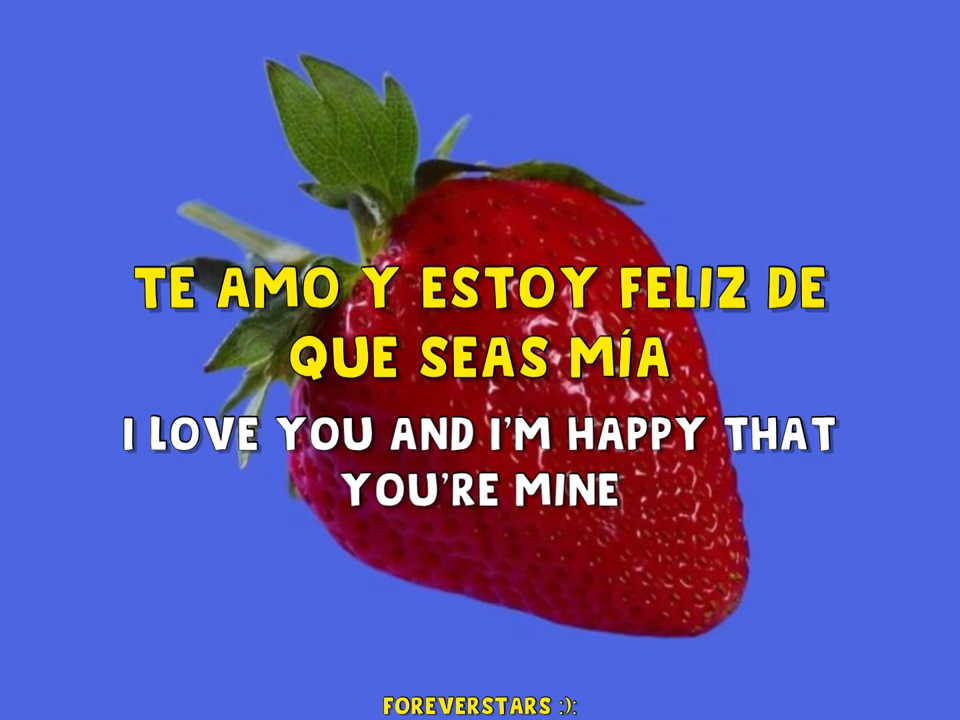 TE AMO Y ESTOY FELIZ DE
QUE SEAS MÍA
I LOVE YOU AND I'M HAPPY THAT
YOU'RE MINE
FOREVERSTARS :):